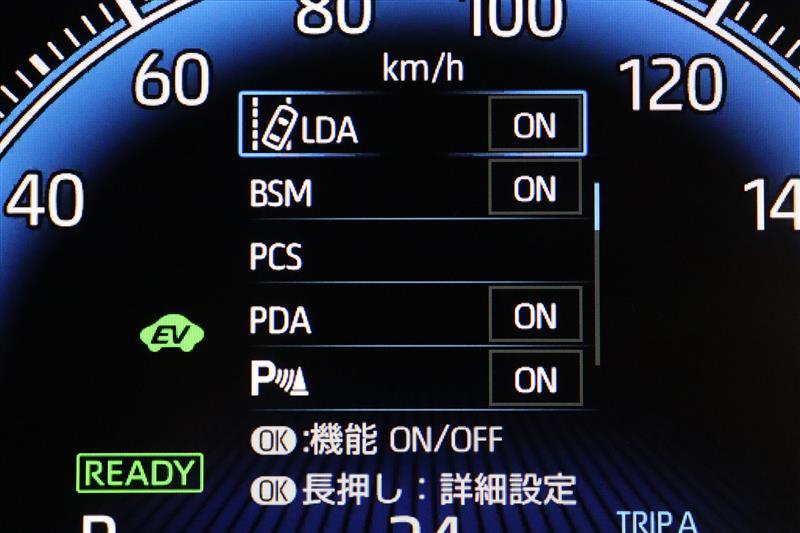 80 100
km/h
60 120
LDA ON
40 BSM ON 14
PCS
EV PDA ON
P ON
OK:機能 ON/OFF
READY
OK長押し：詳細設定
TRIP A